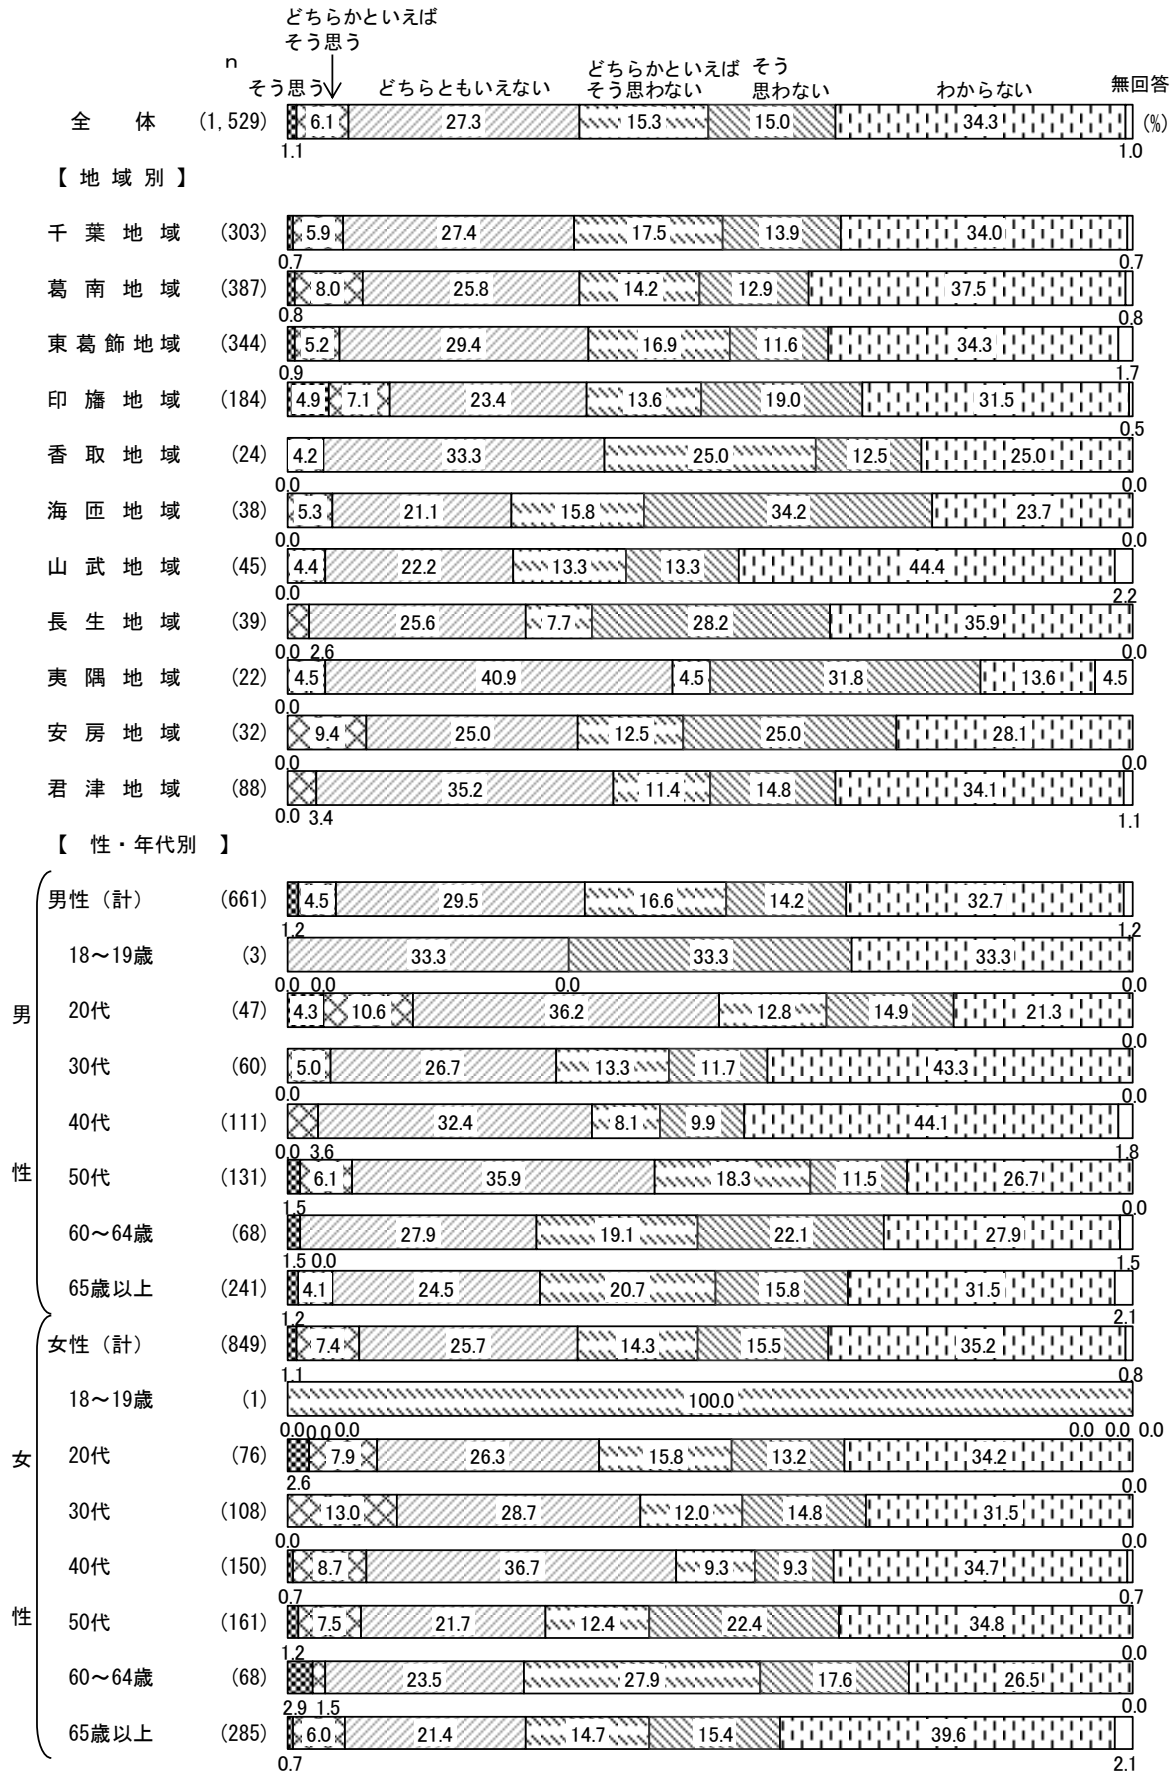 どちらかといえば
そう思う
n
そう思う
どちらともいえない
どちらかといえば
そう思わない
そう
思わない
わからない
無回答
全体 (1,529) 6.1 27.3 15.3 15.0 34.3 (%)
1.1 1.0
【地域別】
千葉地域 (303) 5.9 27.4 17.5 13.9 34.0
0.7 0.7
葛南地域 (387) 8.0 25.8 14.2 12.9 37.5
0.8 0.8
東葛飾地域 (344) 5.2 29.4 16.9 11.6 34.3
0.9 1.7
印旛地域 (184) 4.9 7.1 23.4 13.6 19.0 31.5
0.5
香取地域 (24) 4.2 33.3 25.0 12.5 25.0
0.0 0.0
海匝地域 (38) 5.3 21.1 15.8 34.2 23.7
0.0 0.0
山武地域 (45) 4.4 22.2 13.3 13.3 44.4
0.0 2.2
長生地域 (39) 25.6 7.7 28.2 35.9
0.0 2.6 0.0
夷隅地域 (22) 4.5 40.9 4.5 31.8 13.6 4.5
0.0
安房地域 (32) 9.4 25.0 12.5 25.0 28.1
0.0 0.0
君津地域 (88) 35.2 11.4 14.8 34.1
0.0 3.4 1.1
【性・年代別】
男性
男性（計） (661) 4.5 29.5 16.6 14.2 32.7
1.2 1.2
18～19歳 (3) 33.3 33.3 33.3
0.0 0.0 0.0 0.0
20代 (47) 4.3 10.6 36.2 12.8 14.9 21.3
0.0
30代 (60) 5.0 26.7 13.3 11.7 43.3
0.0 0.0
40代 (111) 32.4 8.1 9.9 44.1
0.0 3.6 1.8
50代 (131) 6.1 35.9 18.3 11.5 26.7
1.5 0.0
60～64歳 (68) 27.9 19.1 22.1 27.9
1.5 0.0 1.5
65歳以上 (241) 4.1 24.5 20.7 15.8 31.5
1.2 2.1
女性
女性（計） (849) 7.4 25.7 14.3 15.5 35.2
1.1 0.8
18～19歳 (1) 100.0
0.0 0.0 0.0 0.0 0.0 0.0
20代 (76) 7.9 26.3 15.8 13.2 34.2
2.6 0.0
30代 (108) 13.0 28.7 12.0 14.8 31.5
0.0 0.0
40代 (150) 8.7 36.7 9.3 9.3 34.7
0.7 0.7
50代 (161) 7.5 21.7 12.4 22.4 34.8
1.2 0.0
60～64歳 (68) 23.5 27.9 17.6 26.5
2.9 1.5 0.0
65歳以上 (285) 6.0 21.4 14.7 15.4 39.6
0.7 2.1